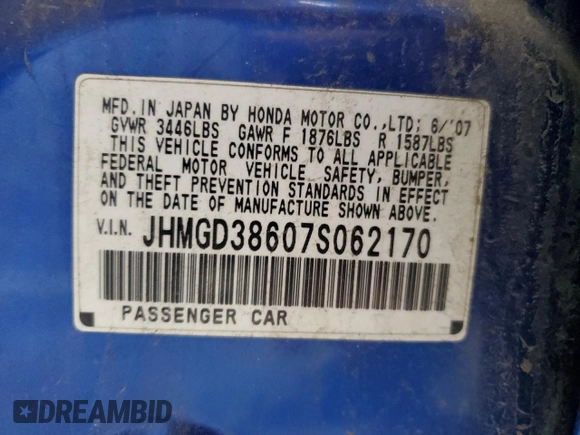 MFD. IN JAPAN BY HONDA MOTOR CO., LTD; 6/'07
GVWR 3446LBS GAWR F 1876LBS R 1587LBS
THIS VEHICLE CONFORMS TO ALL APPLICABLE
FEDERAL MOTOR VEHICLE SAFETY, BUMPER,
AND THEFT PREVENTION STANDARDS IN EFFECT
ON THE DATE OF MANUFACTURE SHOWN ABOVE.
V.I.N. JHMGD38607S062170
PASSENGER CAR
DREAMBID